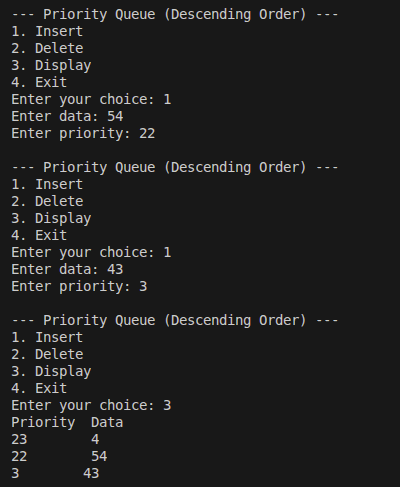 --- Priority Queue (Descending Order) ---
1. Insert
2. Delete
3. Display
4. Exit
Enter your choice: 1
Enter data: 54
Enter priority: 22

--- Priority Queue (Descending Order) ---
1. Insert
2. Delete
3. Display
4. Exit
Enter your choice: 1
Enter data: 43
Enter priority: 3

--- Priority Queue (Descending Order) ---
1. Insert
2. Delete
3. Display
4. Exit
Enter your choice: 3
Priority  Data
23        4
22        54
3        43